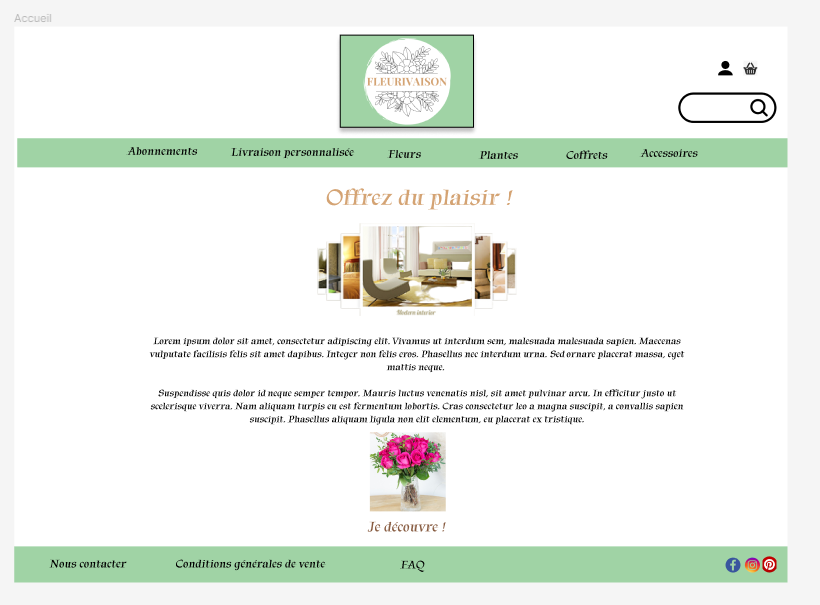 Accueil
FLEURIVAISON
Abonnements Livraison personnalisée Fleurs Plantes Coffrets Accessoires
Offrez du plaisir !
Modern interior
Lorem ipsum dolor sit amet, consectetur adipiscing elit. Vivamus ut interdum sem, malesuada malesuada sapien. Maecenas
vulputate facilisis felis sit amet dapibus. Integer non felis eros. Phasellus nec interdum urna. Sed ornare placerat massa, eget
mattis neque.
Suspendisse quis dolor id neque semper tempor. Mauris luctus venenatis nisl, sit amet pulvinar arcu. In efficitur justo ut
scelerisque viverra. Nam aliquam turpis eu est fermentum lobortis. Cras consectetur leo a magna suscipit, a convallis sapien
suscipit. Phasellus aliquam ligula non elit elementum, eu placerat ex tristique.
Je découvre !
Nous contacter Conditions générales de vente FAQ